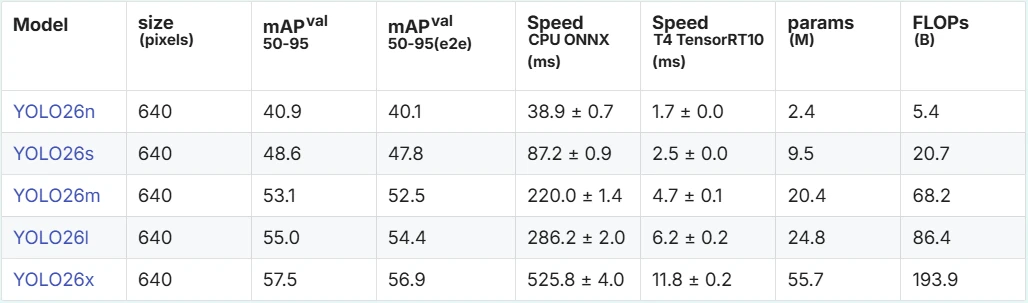 Model size (pixels) mAPval 50-95 mAPval 50-95(e2e) Speed CPU ONNX (ms) Speed T4 TensorRT10 (ms) params (M) FLOPs (B)
YOLO26n 640 40.9 40.1 38.9 ± 0.7 1.7 ± 0.0 2.4 5.4
YOLO26s 640 48.6 47.8 87.2 ± 0.9 2.5 ± 0.0 9.5 20.7
YOLO26m 640 53.1 52.5 220.0 ± 1.4 4.7 ± 0.1 20.4 68.2
YOLO26l 640 55.0 54.4 286.2 ± 2.0 6.2 ± 0.2 24.8 86.4
YOLO26x 640 57.5 56.9 525.8 ± 4.0 11.8 ± 0.2 55.7 193.9